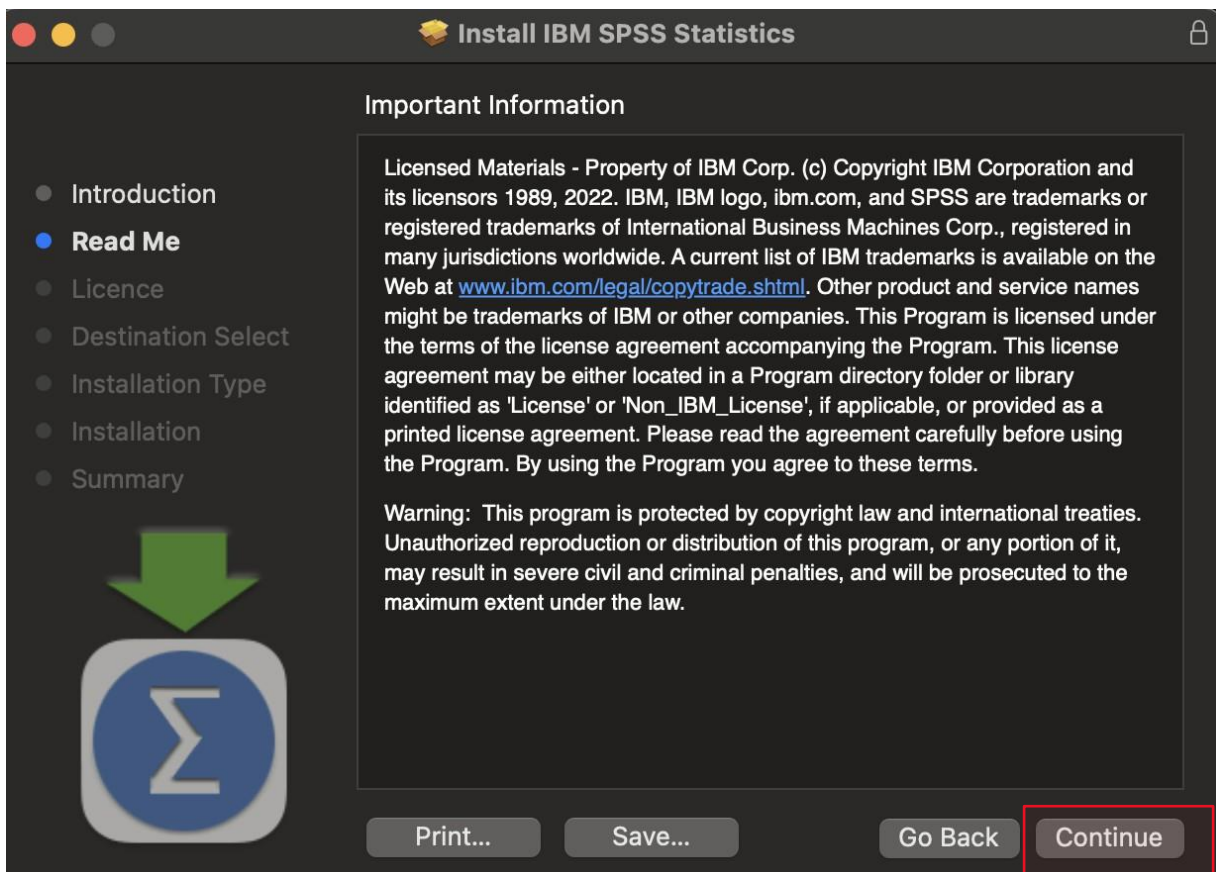 Install IBM SPSS Statistics
Introduction
Read Me
Licence
Destination Select
Installation Type
Installation
Summary
Σ
Important Information
Licensed Materials - Property of IBM Corp. (c) Copyright IBM Corporation and
its licensors 1989, 2022. IBM, IBM logo, ibm.com, and SPSS are trademarks or
registered trademarks of International Business Machines Corp., registered in
many jurisdictions worldwide. A current list of IBM trademarks is available on the
Web at www.ibm.com/legal/copytrade.shtml. Other product and service names
might be trademarks of IBM or other companies. This Program is licensed under
the terms of the license agreement accompanying the Program. This license
agreement may be either located in a Program directory folder or library
identified as 'License' or 'Non_IBM_License', if applicable, or provided as a
printed license agreement. Please read the agreement carefully before using
the Program. By using the Program you agree to these terms.
Warning:  This program is protected by copyright law and international treaties.
Unauthorized reproduction or distribution of this program, or any portion of it,
may result in severe civil and criminal penalties, and will be prosecuted to the
maximum extent under the law.
Print... Save... Go Back Continue